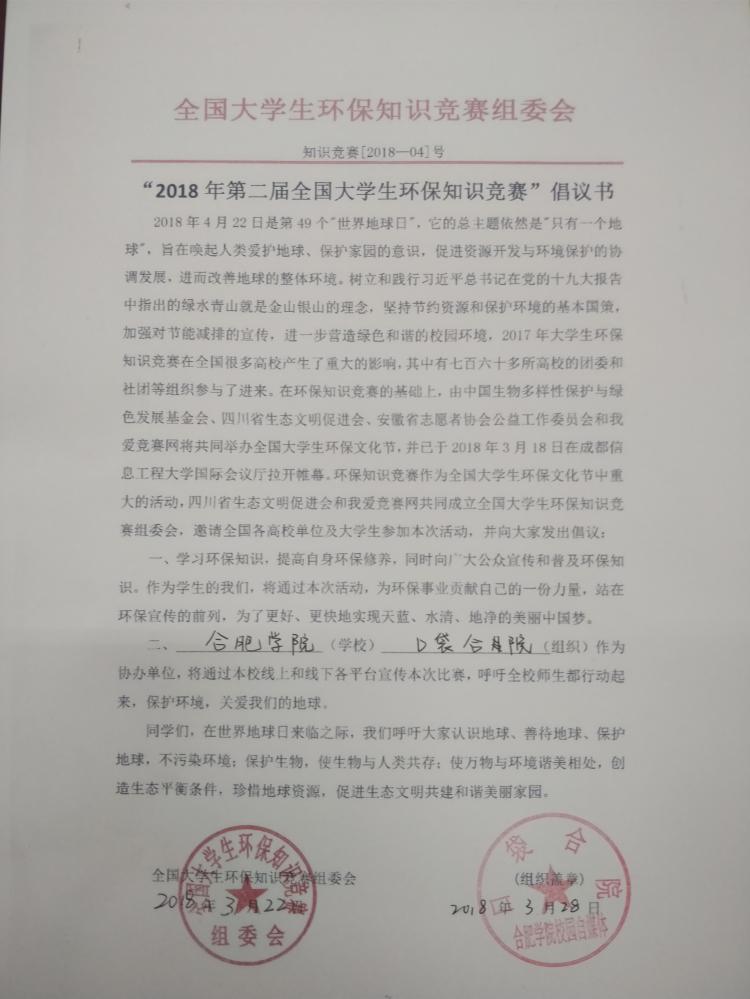 全国大学生环保知识竞赛组委会
知识竞赛[2018—04]号
“2018 年第二届全国大学生环保知识竞赛”倡议书
2018 年 4 月 22 日是第 49 个"世界地球日"，它的总主题依然是"只有一个地
球"，旨在唤起人类爱护地球、保护家园的意识，促进资源开发与环境保护的协
调发展，进而改善地球的整体环境。树立和践行习近平总书记在党的十九大报告
中指出的绿水青山就是金山银山的理念，坚持节约资源和保护环境的基本国策，
加强对节能减排的宣传，进一步营造绿色和谐的校园环境，2017 年大学生环保
知识竞赛在全国很多高校产生了重大的影响，其中有七百六十多所高校的团委和
社团等组织参与了进来。在环保知识竞赛的基础上，由中国生物多样性保护与绿
色发展基金会、四川省生态文明促进会、安徽省志愿者协会公益工作委员会和我
爱竞赛网将共同举办全国大学生环保文化节，并已于 2018 年 3 月 18 日在成都信
息工程大学国际会议厅拉开帷幕。环保知识竞赛作为全国大学生环保文化节中重
大的活动，四川省生态文明促进会和我爱竞赛网共同成立全国大学生环保知识竞
赛组委会，邀请全国各高校单位及大学生参加本次活动，并向大家发出倡议：
一、学习环保知识，提高自身环保修养，同时向广大公众宣传和普及环保知
识。作为学生的我们，将通过本次活动，为环保事业贡献自己的一份力量，站在
环保宣传的前列，为了更好、更快地实现天蓝、水清、地净的美丽中国梦。
二、合肥学院（学校）口袋合院（组织）作为
协办单位，将通过本校线上和线下各平台宣传本次比赛，呼吁全校师生都行动起
来，保护环境，关爱我们的地球。
同学们，在世界地球日来临之际，我们呼吁大家认识地球、善待地球、保护
地球，不污染环境；保护生物，使生物与人类共存；使万物与环境谐美相处，创
造生态平衡条件，珍惜地球资源，促进生态文明共建和谐美丽家园。
全国大学生环保知识竞赛组委会
2018 年 3 月 22 日
全国大学生环保知识竞赛
组委会
（组织盖章）
2018 年 3 月 28 日
口袋合院
合肥学院校园自媒体